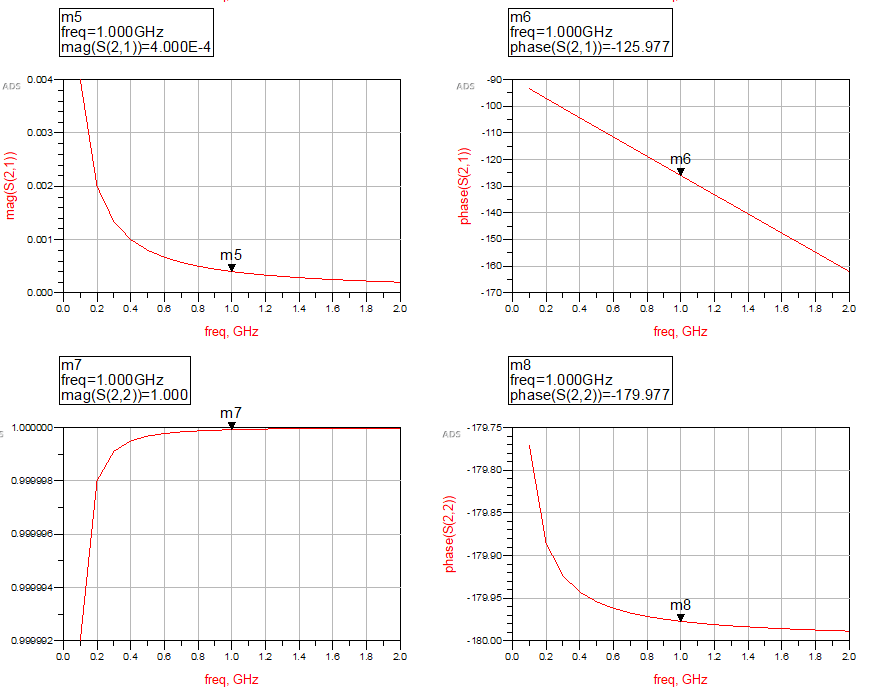 m5
freq=1.000GHz
mag(S(2,1))=4.000E-4
m6
freq=1.000GHz
phase(S(2,1))=-125.977
ADS
mag(S(2,1))
0.004
0.003
0.002
0.001
0.000
m5
0.0 0.2 0.4 0.6 0.8 1.0 1.2 1.4 1.6 1.8 2.0
freq, GHz
ADS
phase(S(2,1))
-90
-100
-110
-120
-130
-140
-150
-160
-170
m6
0.0 0.2 0.4 0.6 0.8 1.0 1.2 1.4 1.6 1.8 2.0
freq, GHz
m7
freq=1.000GHz
mag(S(2,2))=1.000
m8
freq=1.000GHz
phase(S(2,2))=-179.977
1.000000
0.999998
0.999996
0.999994
0.999992
m7
0.0 0.2 0.4 0.6 0.8 1.0 1.2 1.4 1.6 1.8 2.0
freq, GHz
ADS
phase(S(2,2))
-179.75
-179.80
-179.85
-179.90
-179.95
-180.00
m8
0.0 0.2 0.4 0.6 0.8 1.0 1.2 1.4 1.6 1.8 2.0
freq, GHz